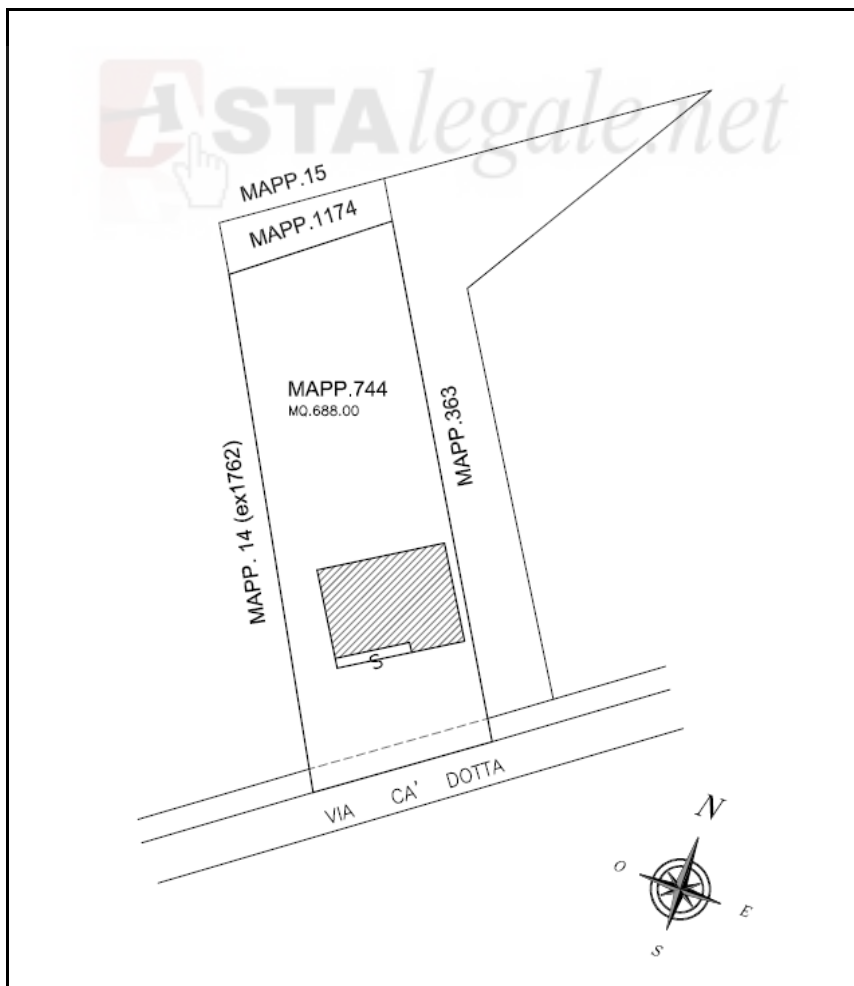 ASTAlegale.net
MAPP.15
MAPP.1174
MAPP.744
MQ.688.00
MAPP.363
MAPP. 14 (ex1762)
S
VIA CA' DOTTA
N
O
E
S